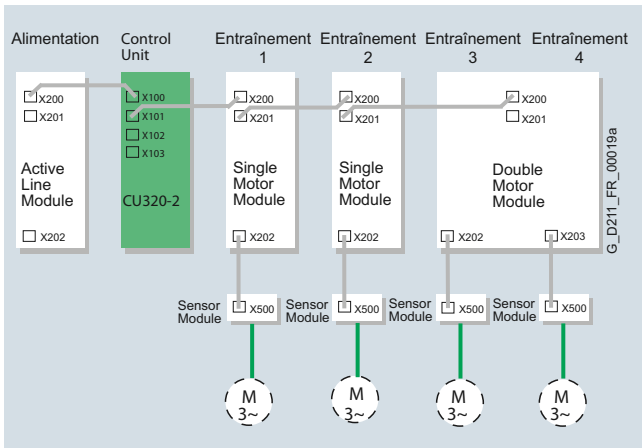 Alimentation
Control
Unit
Entraînement
1
Entraînement
2
Entraînement
3
Entraînement
4
X200
X201
Active
Line
Module
X202
X100
X101
X102
X103
CU320-2
X200
X201
Single
Motor
Module
X202
X200
X201
Single
Motor
Module
X202
X200
X201
Double
Motor
Module
X202
X203
G_D211_FR_00019a
Sensor
Module
X500
Sensor
Module
X500
Sensor
Module
X500
Sensor
Module
X500
M
3~
M
3~
M
3~
M
3~